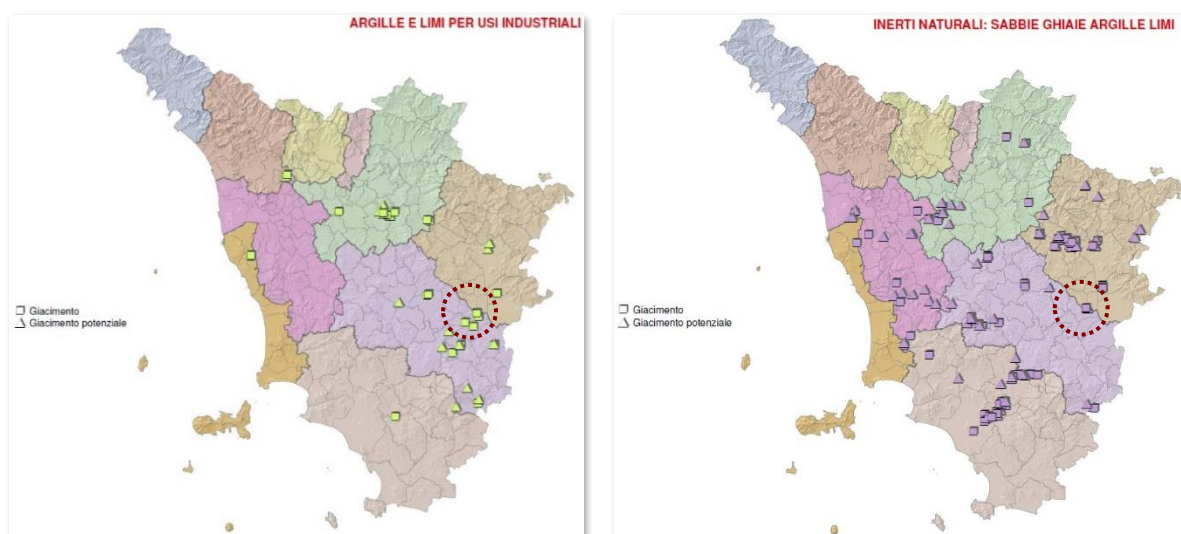 ARGILLE E LIMI PER USI INDUSTRIALI
Giacimento
Giacimento potenziale
INERTI NATURALI: SABBIE GHIAIE ARGILLE LIMI
Giacimento
Giacimento potenziale